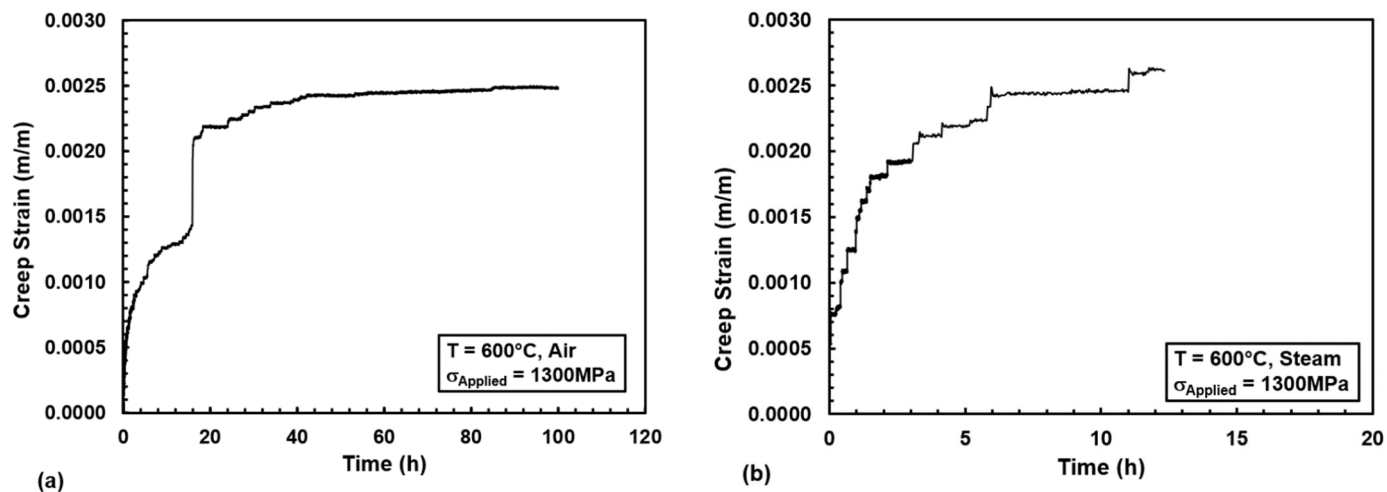 0.0030
0.0025
0.0020
0.0015
0.0010
0.0005
0.0000
Creep Strain (m/m)
T = 600°C, Air
σApplied = 1300MPa
0 20 40 60 80 100 120
Time (h)
(a)
0.0030
0.0025
0.0020
0.0015
0.0010
0.0005
0.0000
Creep Strain (m/m)
T = 600°C, Steam
σApplied = 1300MPa
0 5 10 15 20
Time (h)
(b)